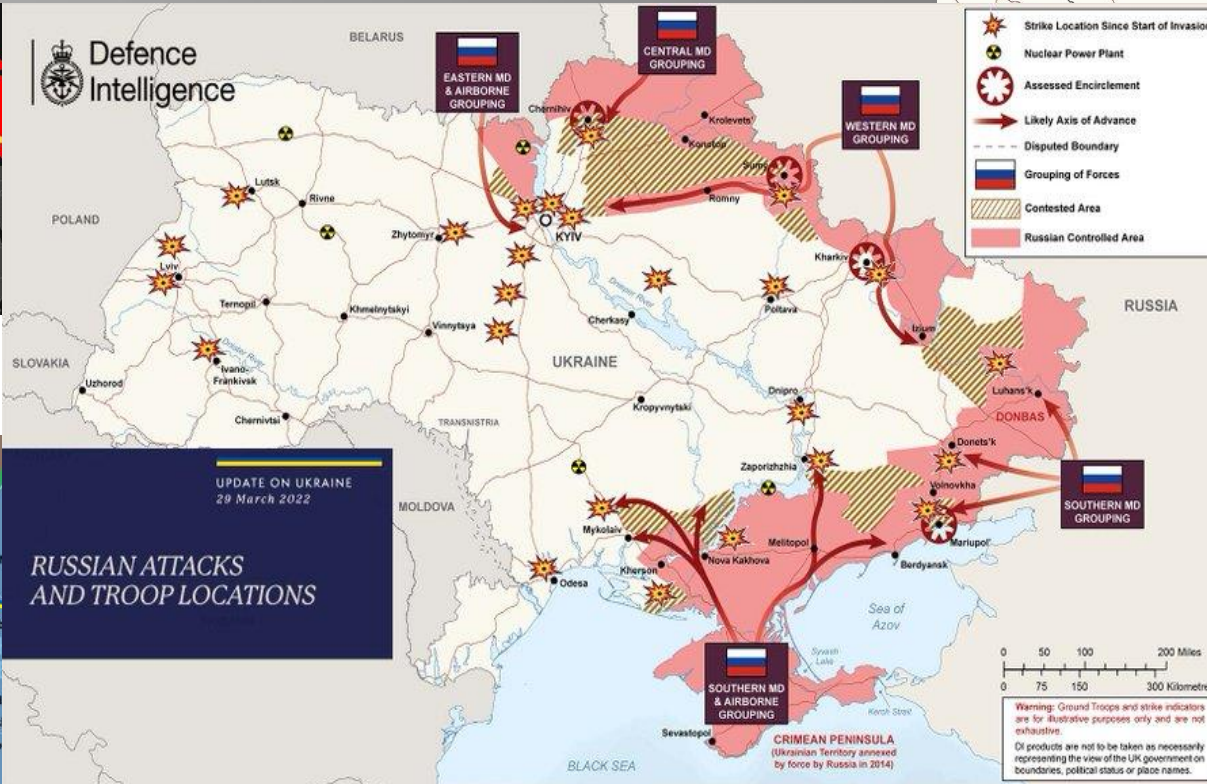 Defence
Intelligence
BELARUS
POLAND
SLOVAKIA
MOLDOVA
TRANSNISTRIA
UKRAINE
RUSSIA
EASTERN MD
& AIRBORNE
GROUPING
CENTRAL MD
GROUPING
WESTERN MD
GROUPING
SOUTHERN MD
GROUPING
SOUTHERN MD
& AIRBORNE
GROUPING
Chernihiv
Krolevets'
Konotop
Sumy
Romny
Lutsk
Rivne
Zhytomyr
KYIV
Kharkiv
Lviv
Ternopil
Khmelnytskyi
Vinnytsya
Cherkasy
Dnieper River
Poltava
Izium
Uzhorod
Ivano-
Frankivsk
Dniester River
Chernivtsi
Kropyvnytski
Dnipro
Luhans'k
DONBAS
Donets'k
Zaporizhzhia
Volnovkha
Mykolaiv
Mariupol'
Melitopol
Nova Kakhova
Kherson
Berdyansk
Odesa
Sea of
Azov
Syvash
Lake
Kerch Strait
Sevastopol
CRIMEAN PENINSULA
(Ukrainian Territory annexed
by force by Russia in 2014)
BLACK SEA
UPDATE ON UKRAINE
29 March 2022
RUSSIAN ATTACKS
AND TROOP LOCATIONS
Strike Location Since Start of Invasion
Nuclear Power Plant
Assessed Encirclement
Likely Axis of Advance
Disputed Boundary
Grouping of Forces
Contested Area
Russian Controlled Area
0 50 100 200 Miles
0 75 150 300 Kilometre
Warning: Ground Troops and strike indicators
are for illustrative purposes only and are not
exhaustive.
DI products are not to be taken as necessarily
representing the view of the UK government on
boundaries, political status or place names.